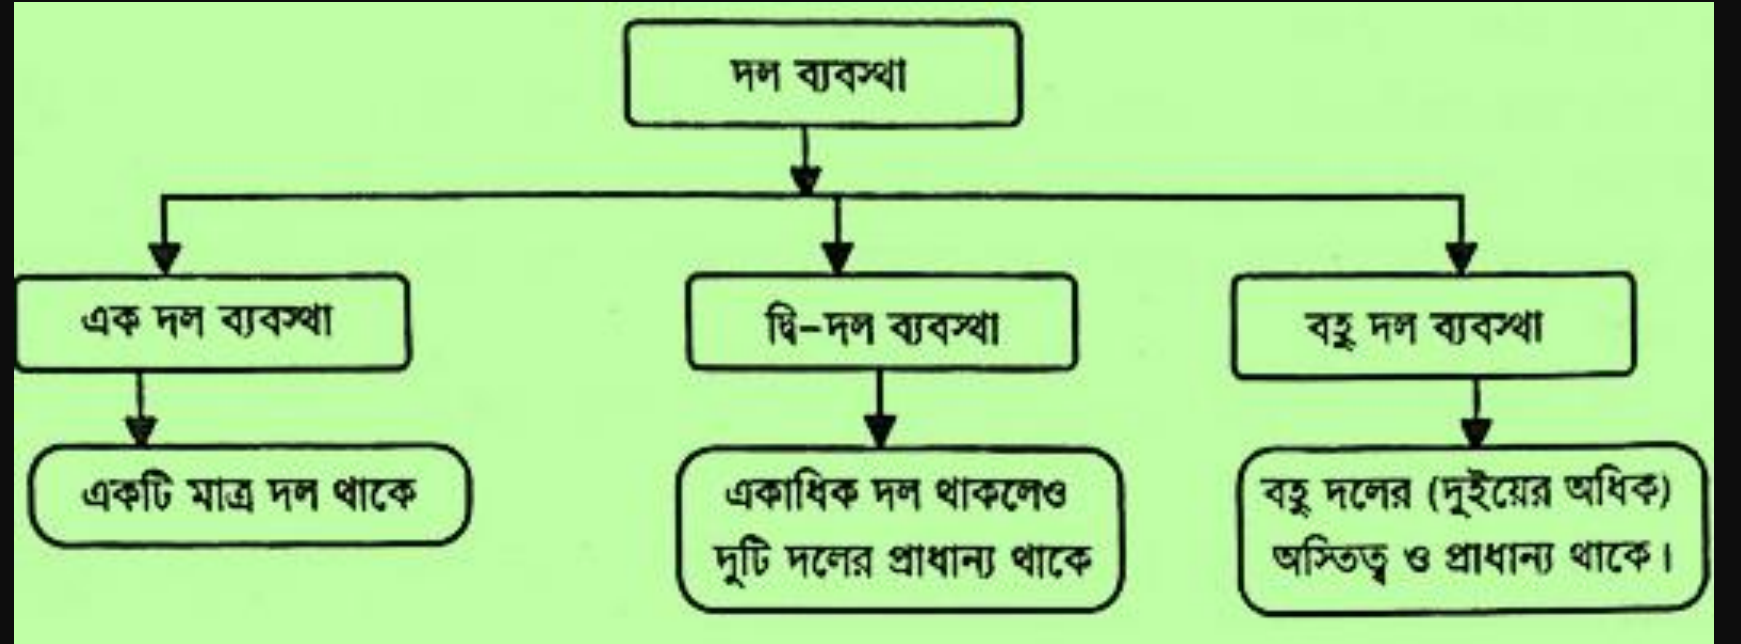 দল ব্যবস্থা
এক দল ব্যবস্থা
দ্বি-দল ব্যবস্থা
বহু দল ব্যবস্থা
একটি মাত্র দল থাকে
একাধিক দল থাকলেও
দুটি দলের প্রাধান্য থাকে
বহু দলের (দুইয়ের অধিক)
অস্তিত্ব ও প্রাধান্য থাকে।